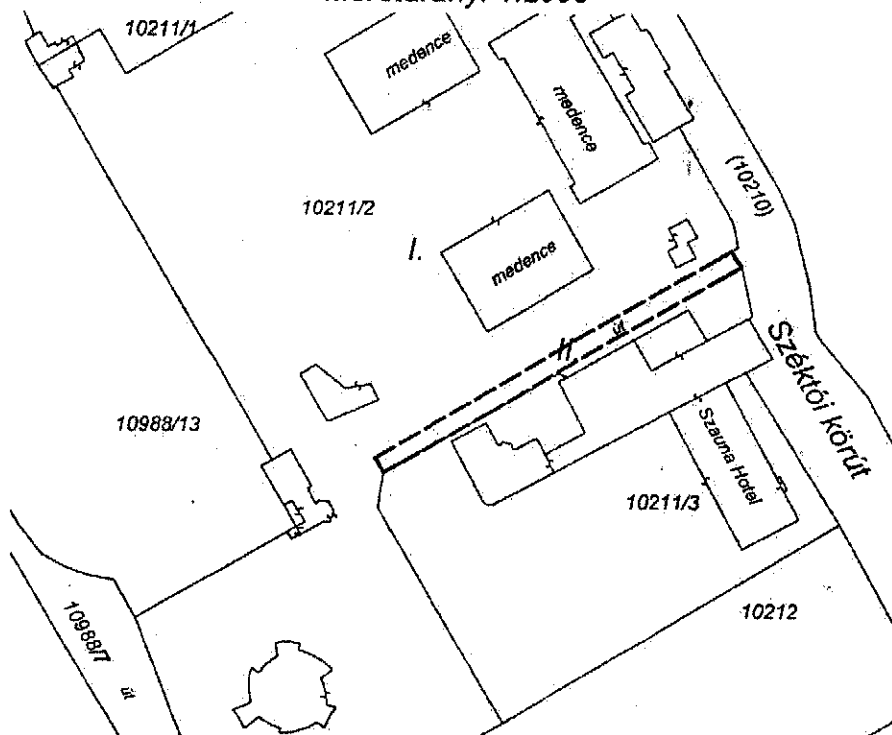 10211/1
medence
medence
(10210)
10211/2
I.
medence
II
út
Széktói körút
10988/13
Szauna Hotel
10211/3
10212
10988/7
út